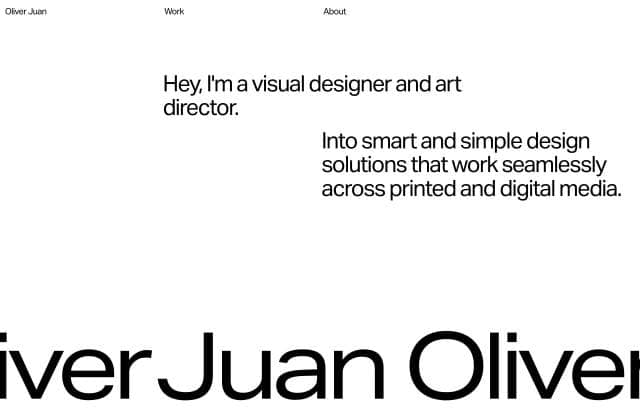 Oliver Juan
Work
About
Hey, I'm a visual designer and art
director.
Into smart and simple design
solutions that work seamlessly
across printed and digital media.
iver Juan Oliver